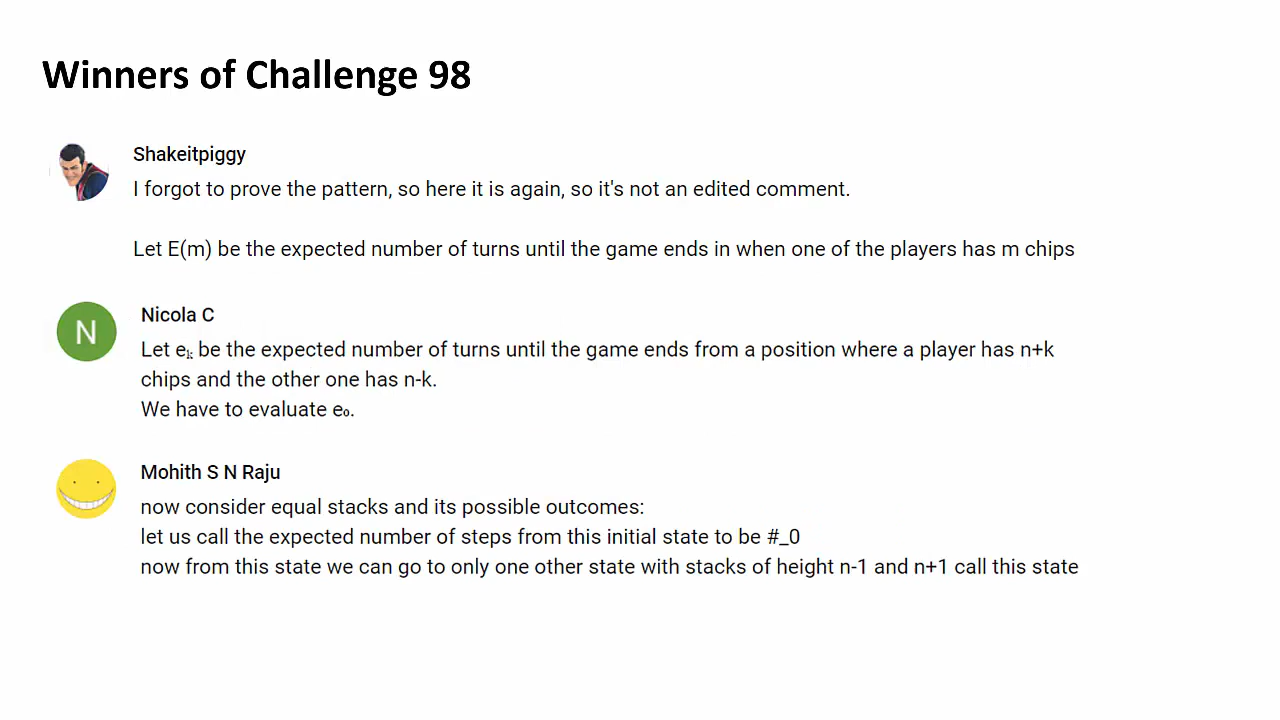 Winners of Challenge 98
Shakeitpiggy
I forgot to prove the pattern, so here it is again, so it's not an edited comment.
Let E(m) be the expected number of turns until the game ends in when one of the players has m chips
N
Nicola C
Let eₖ be the expected number of turns until the game ends from a position where a player has n+k
chips and the other one has n-k.
We have to evaluate e₀.
Mohith S N Raju
now consider equal stacks and its possible outcomes:
let us call the expected number of steps from this initial state to be #_0
now from this state we can go to only one other state with stacks of height n-1 and n+1 call this state